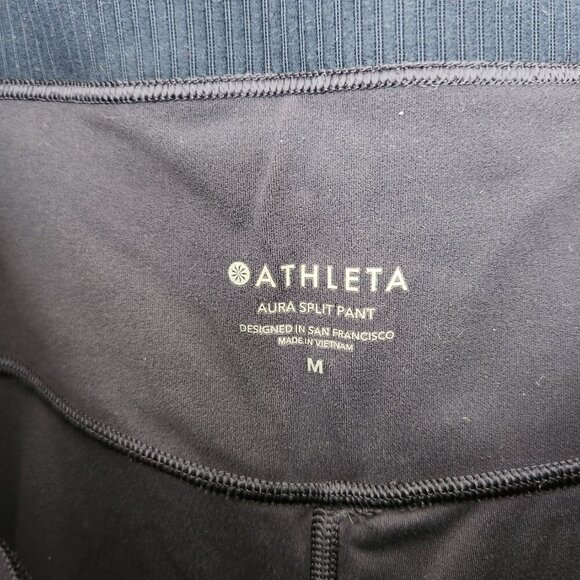 ATHLETA
AURA SPLIT PANT
DESIGNED IN SAN FRANCISCO
MADE IN VIETNAM
M